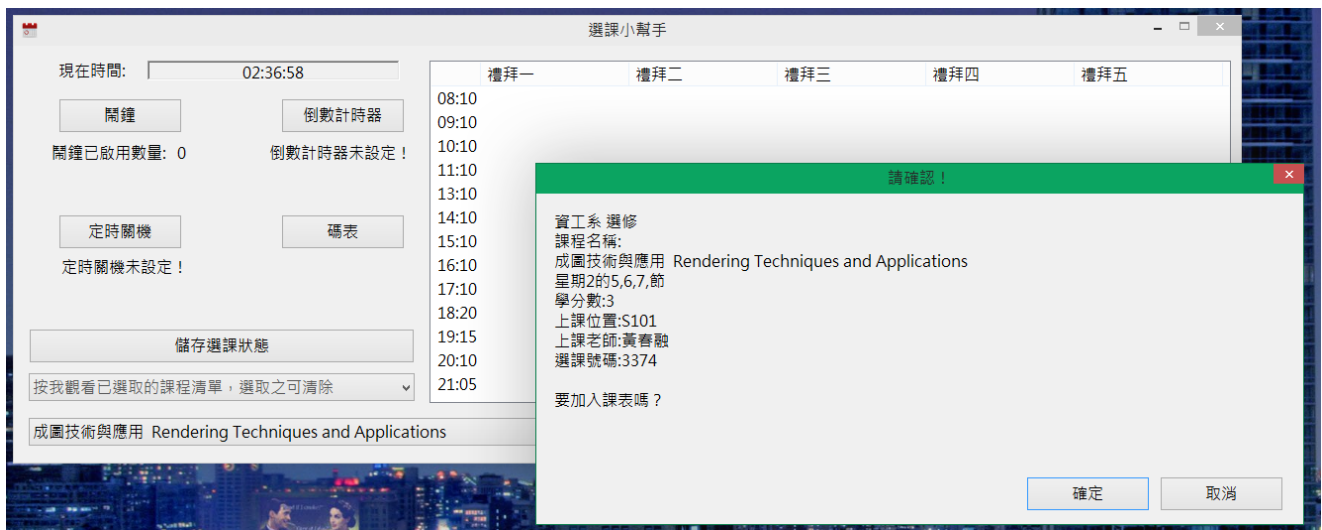 選課小幫手
現在時間: 02:36:58
鬧鐘 倒數計時器
鬧鐘已啟用數量: 0 倒數計時器未設定！
定時關機 碼表
定時關機未設定！
儲存選課狀態
按我觀看已選取的課程清單，選取之可清除
成圖技術與應用 Rendering Techniques and Applications
禮拜一 禮拜二 禮拜三 禮拜四 禮拜五
08:10
09:10
10:10
11:10
13:10
14:10
15:10
16:10
17:10
18:20
19:15
20:10
21:05
請確認！
資工系 選修
課程名稱:
成圖技術與應用 Rendering Techniques and Applications
星期2的5,6,7,節
學分數:3
上課位置:S101
上課老師:黃春融
選課號碼:3374
要加入課表嗎？
確定 取消